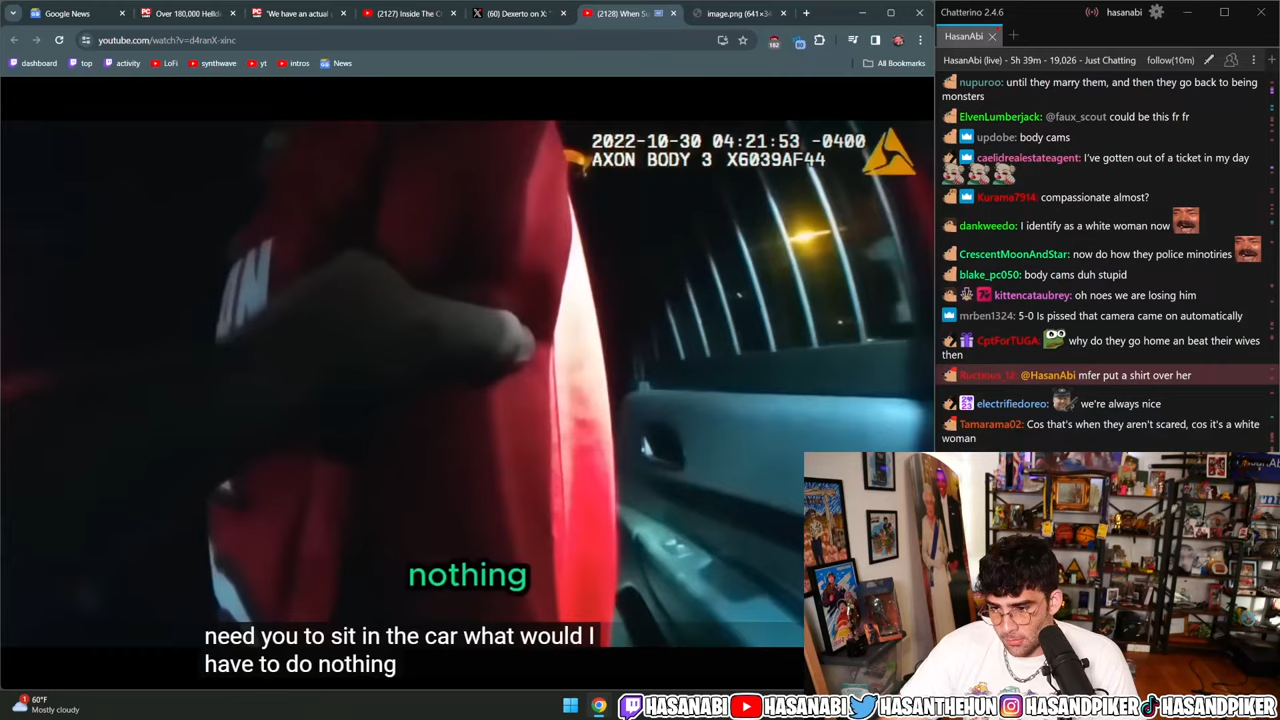 Google News
Over 180,000 Helldi
"We have an actual
(2127) Inside The C
(60) Dexerto on X: "
(2128) When S
image.png (641×34
youtube.com/watch?v=d4ranX-xinc
182
dashboard
top
activity
LoFi
synthwave
yt
intros
News
All Bookmarks
2022-10-30 04:21:53 -0400
AXON BODY 3 X6039AF44
nothing
need you to sit in the car what would I
have to do nothing
Chatterino 2.4.6
hasanabi
HasanAbi
HasanAbi (live) - 5h 39m - 19,026 - Just Chatting
follow(10m)
nupuroo: until they marry them, and then they go back to being
monsters
ElvenLumberjack: @faux_scout could be this fr fr
updobe: body cams
caelidrealestateagent: I've gotten out of a ticket in my day
Kurama7914: compassionate almost?
dankweedo: I identify as a white woman now
CrescentMoonAndStar: now do how they police minotiries
blake_pc050: body cams duh stupid
kittencataubrey: oh noes we are losing him
mrben1324: 5-0 Is pissed that camera came on automatically
CptForTUGA: why do they go home an beat their wives
then
@HasanAbi mfer put a shirt over her
electrifiedoreo: we're always nice
Tamarama02: Cos that's when they aren't scared, cos it's a white
woman
1
60°F
Mostly cloudy
HASANABI
HASANABI
HASANTHEHUN
HASANDPIKER
HASANDPIKER